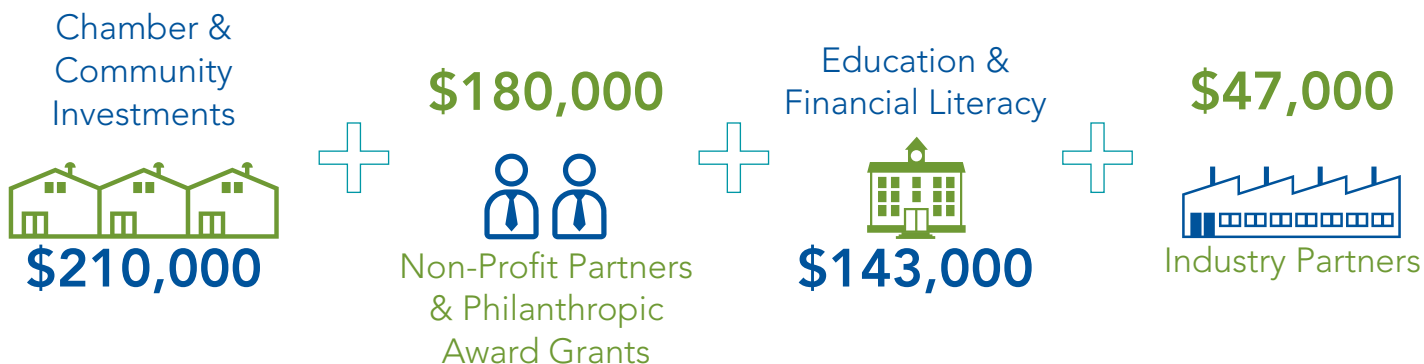 Chamber &
Community
Investments
$210,000
$180,000
Non-Profit Partners
& Philanthropic
Award Grants
Education &
Financial Literacy
$143,000
$47,000
Industry Partners